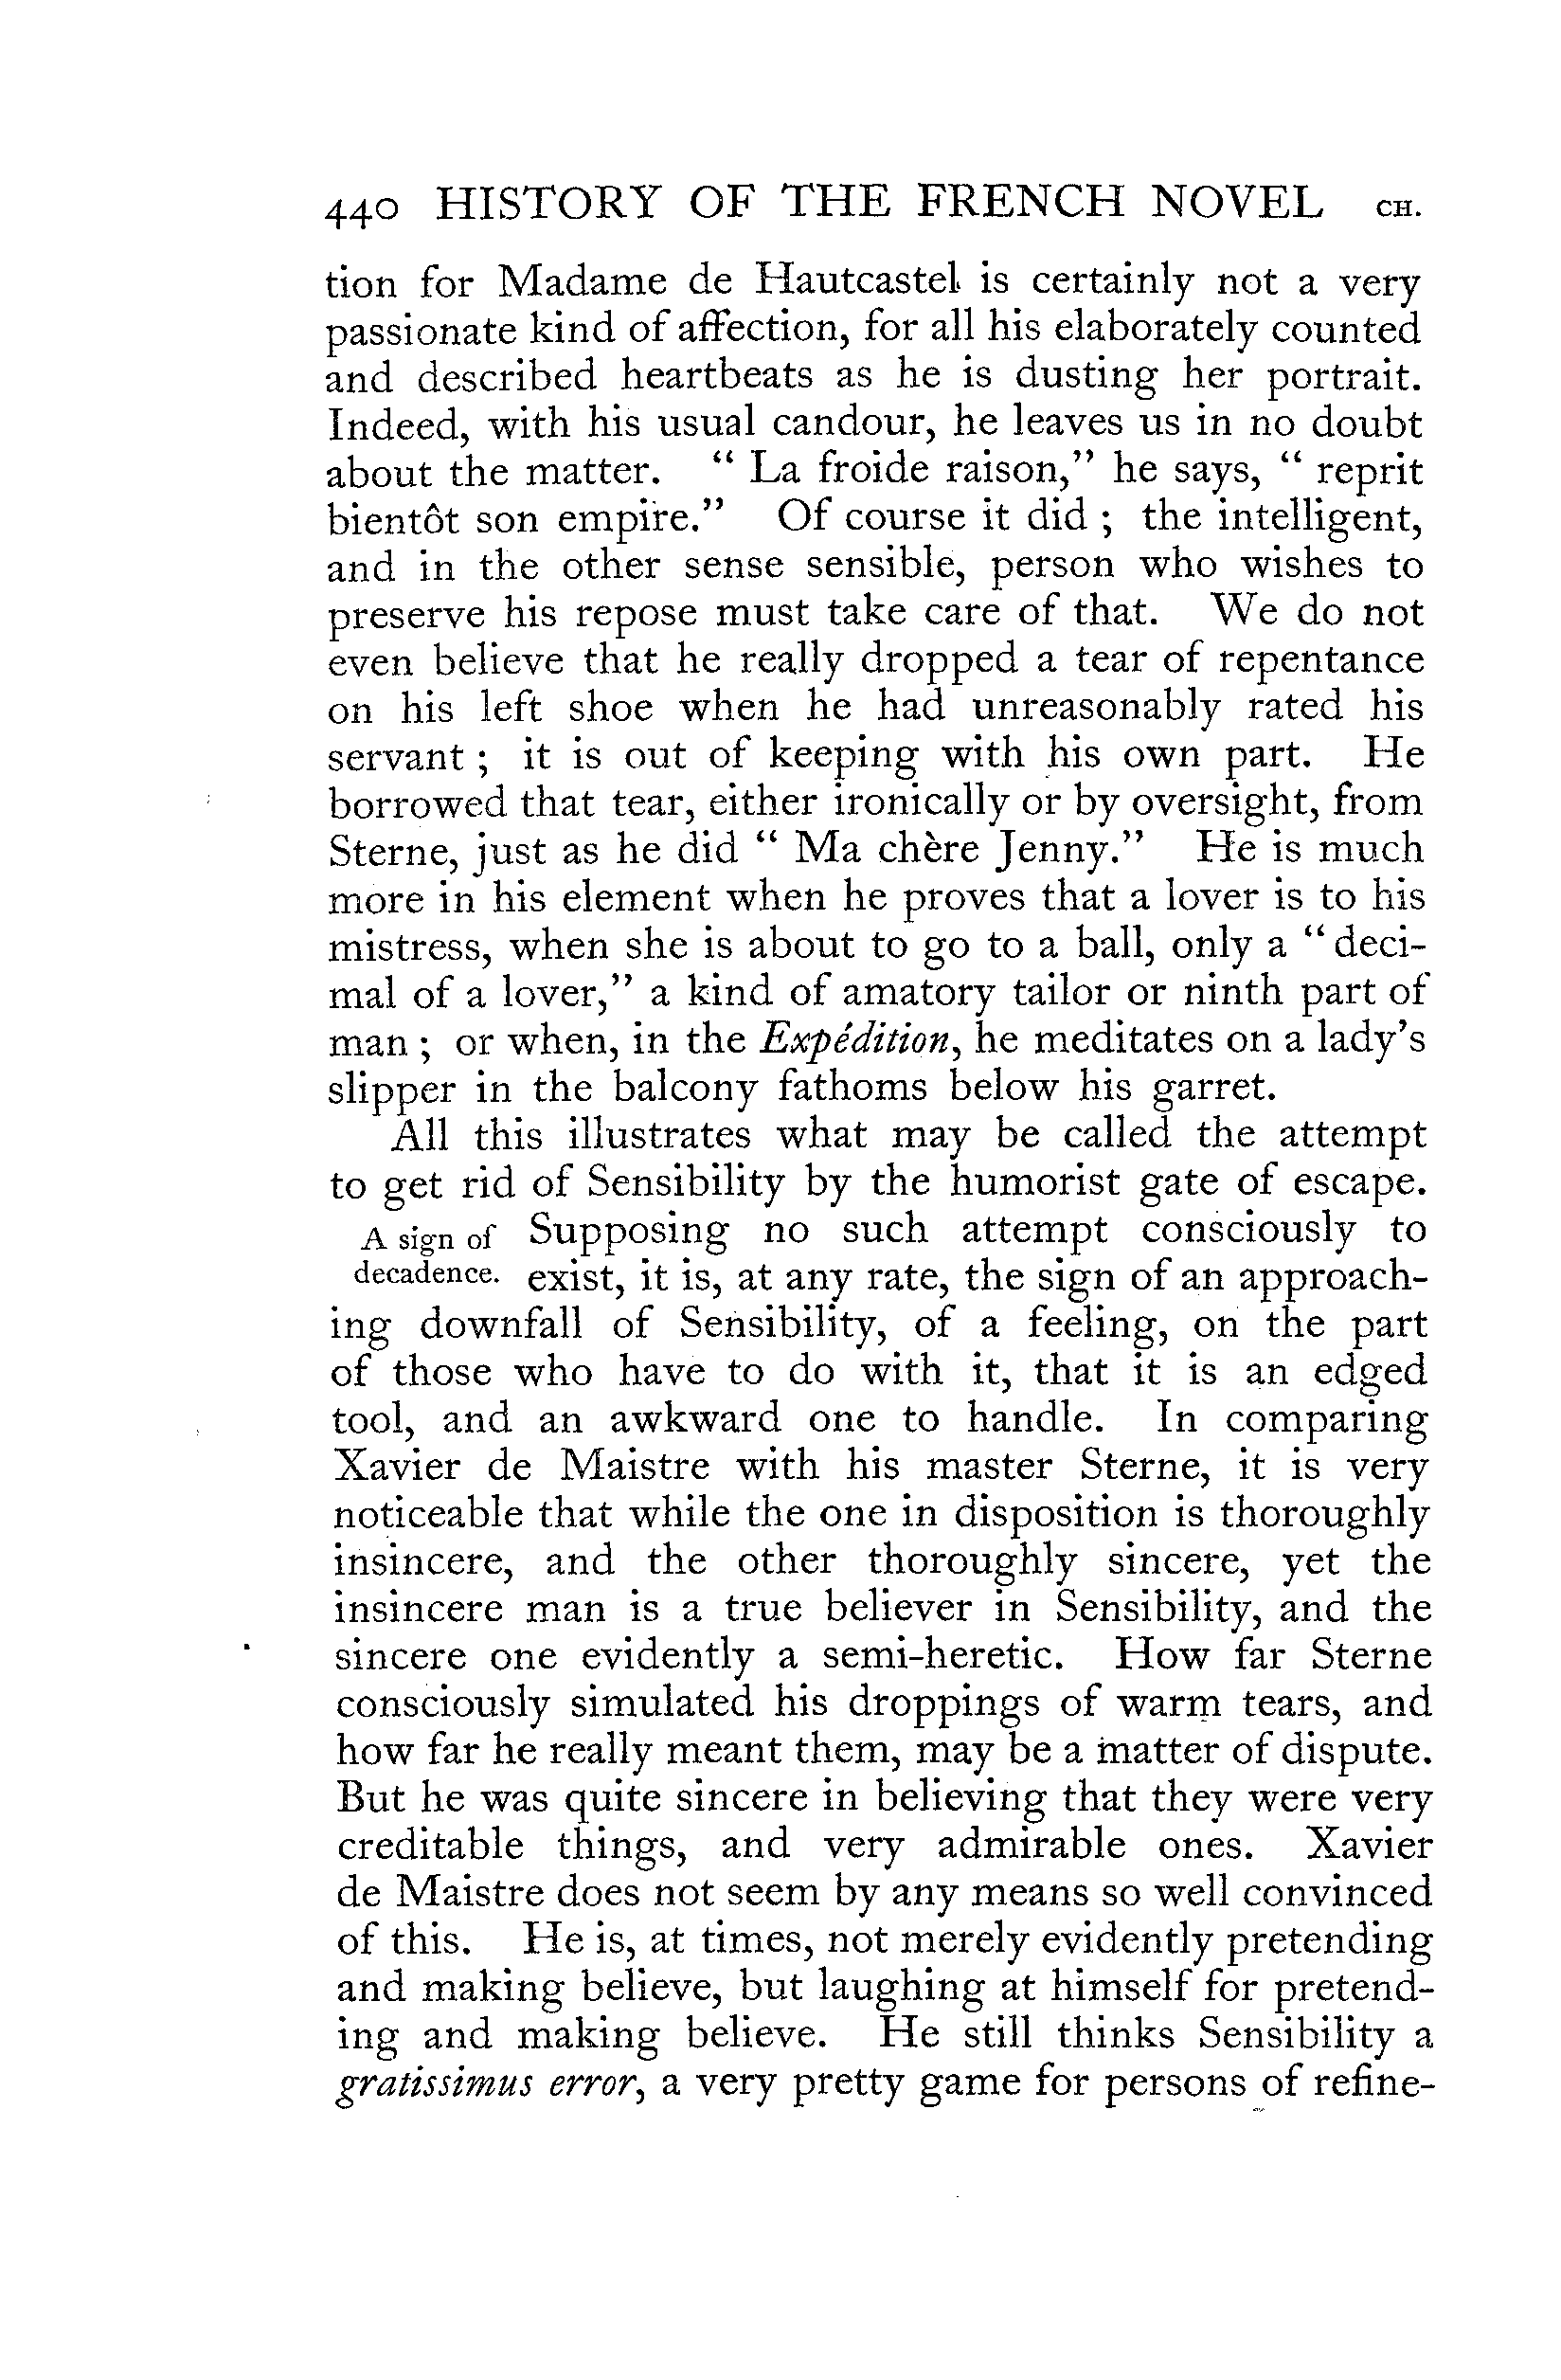 440 HISTORY OF THE FRENCH NOVEL CH.
tion for Madame de Hautcastel is certainly not a very
passionate kind of affection, for all his elaborately counted
and described heartbeats as he is dusting her portrait.
Indeed, with his usual candour, he leaves us in no doubt
about the matter. “ La froide raison,” he says, “ reprit
bientôt son empire.” Of course it did ; the intelligent,
and in the other sense sensible, person who wishes to
preserve his repose must take care of that. We do not
even believe that he really dropped a tear of repentance
on his left shoe when he had unreasonably rated his
servant ; it is out of keeping with his own part. He
borrowed that tear, either ironically or by oversight, from
Sterne, just as he did “ Ma chère Jenny.” He is much
more in his element when he proves that a lover is to his
mistress, when she is about to go to a ball, only a “ deci-
mal of a lover,” a kind of amatory tailor or ninth part of
man ; or when, in the Expédition, he meditates on a lady’s
slipper in the balcony fathoms below his garret.
All this illustrates what may be called the attempt
to get rid of Sensibility by the humorist gate of escape.
A sign of
decadence.
Supposing no such attempt consciously to
exist, it is, at any rate, the sign of an approach-
ing downfall of Sensibility, of a feeling, on the part
of those who have to do with it, that it is an edged
tool, and an awkward one to handle. In comparing
Xavier de Maistre with his master Sterne, it is very
noticeable that while the one in disposition is thoroughly
insincere, and the other thoroughly sincere, yet the
insincere man is a true believer in Sensibility, and the
sincere one evidently a semi-heretic. How far Sterne
consciously simulated his droppings of warm tears, and
how far he really meant them, may be a matter of dispute.
But he was quite sincere in believing that they were very
creditable things, and very admirable ones. Xavier
de Maistre does not seem by any means so well convinced
of this. He is, at times, not merely evidently pretending
and making believe, but laughing at himself for pretend-
ing and making believe. He still thinks Sensibility a
gratissimus error, a very pretty game for persons of refine-